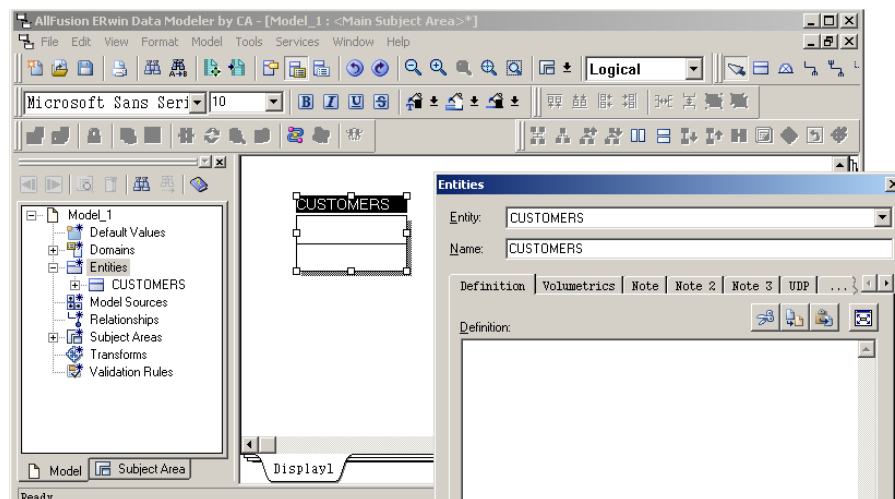 AllFusion ERwin Data Modeler by CA - [Model_1 : <Main Subject Area>*]
File Edit View Format Model Tools Services Window Help
Logical
Microsoft Sans Seri 10
B I U S
CUSTOMERS
Model_1
Default Values
Domains
Entities
CUSTOMERS
Model Sources
Relationships
Subject Areas
Transforms
Validation Rules
Model Subject Area
Display1
Ready
Entities
Entity: CUSTOMERS
Name: CUSTOMERS
Definition Volumetrics Note Note 2 Note 3 UDP ...
Definition: